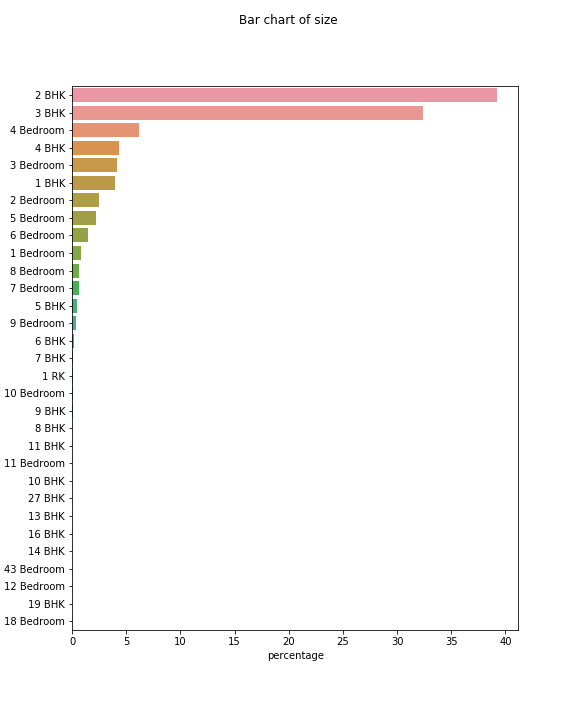 Bar chart of size
2 BHK
3 BHK
4 Bedroom
4 BHK
3 Bedroom
1 BHK
2 Bedroom
5 Bedroom
6 Bedroom
1 Bedroom
8 Bedroom
7 Bedroom
5 BHK
9 Bedroom
6 BHK
7 BHK
1 RK
10 Bedroom
9 BHK
8 BHK
11 BHK
11 Bedroom
10 BHK
27 BHK
13 BHK
16 BHK
14 BHK
43 Bedroom
12 Bedroom
19 BHK
18 Bedroom
0 5 10 15 20 25 30 35 40
percentage